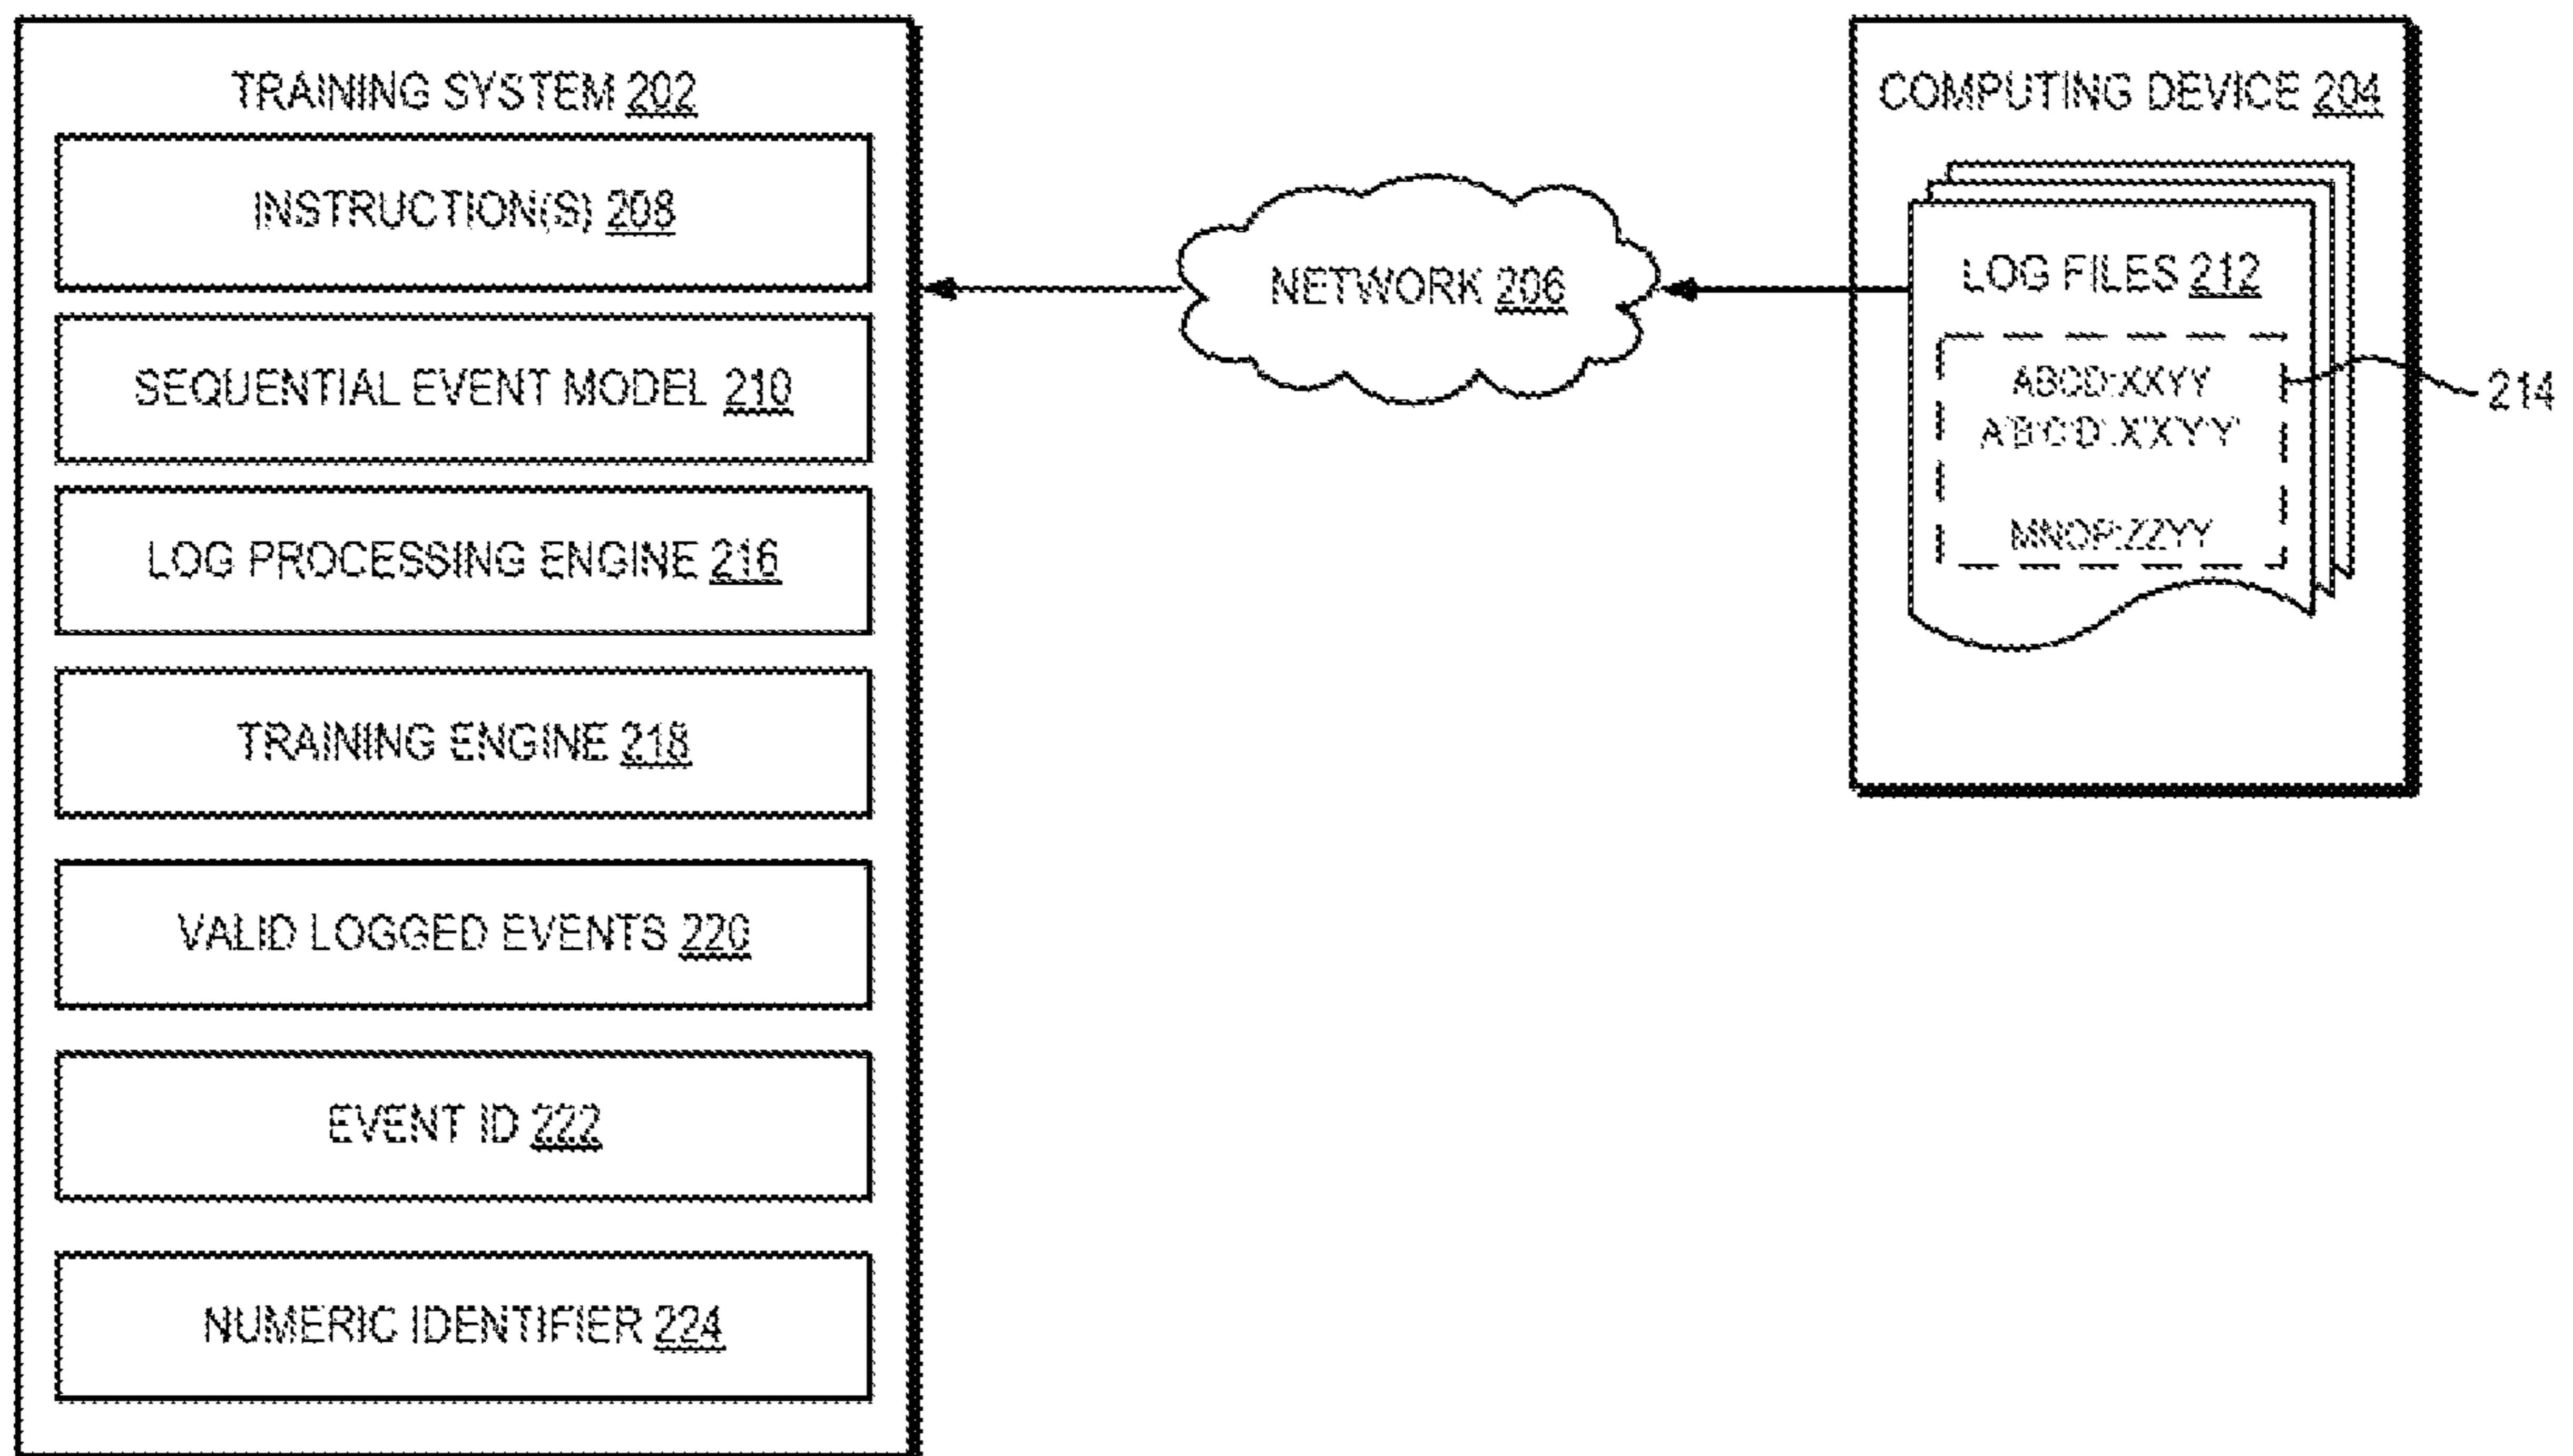 TRAINING SYSTEM 202
INSTRUCTION(S) 208
SEQUENTIAL EVENT MODEL 210
LOG PROCESSING ENGINE 216
TRAINING ENGINE 218
VALID LOGGED EVENTS 220
EVENT ID 222
NUMERIC IDENTIFIER 224
NETWORK 206
COMPUTING DEVICE 204
LOG FILES 212
ABCD:XXYY
A'B'C'D':X'X'Y'Y'
MNOP:ZZYY
214